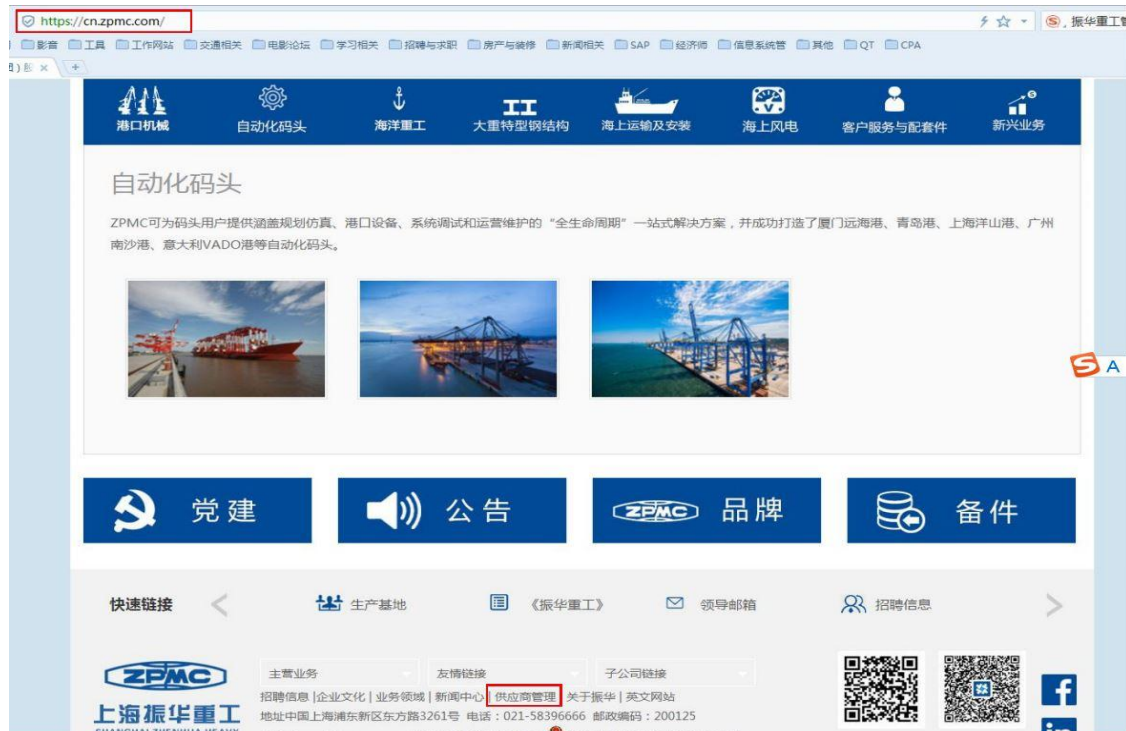 https://cn.zpmc.com/
振华重工
影音 工具 工作网站 交通相关 电影论坛 学习相关 招聘与求职 房产与装修 新闻相关 SAP 经济师 信息系统管 其他 QT CPA
港口机械 自动化码头 海洋重工 大重特型钢结构 海上运输及安装 海上风电 客户服务与配套件 新兴业务
自动化码头
ZPMC可为码头用户提供涵盖规划仿真、港口设备、系统调试和运营维护的“全生命周期”一站式解决方案，并成功打造了厦门远海港、青岛港、上海洋山港、广州
南沙港、意大利VADO港等自动化码头。
A
党建 公告 ZPMC 品牌 备件
快速链接 生产基地 《振华重工》 领导邮箱 招聘信息
ZPMC
主营业务 友情链接 子公司链接
招聘信息 |企业文化 | 业务领域 | 新闻中心 | 供应商管理 | 关于振华 | 英文网站
上海振华重工
地址中国上海浦东新区东方路3261号 电话：021-58396666 邮政编码：200125